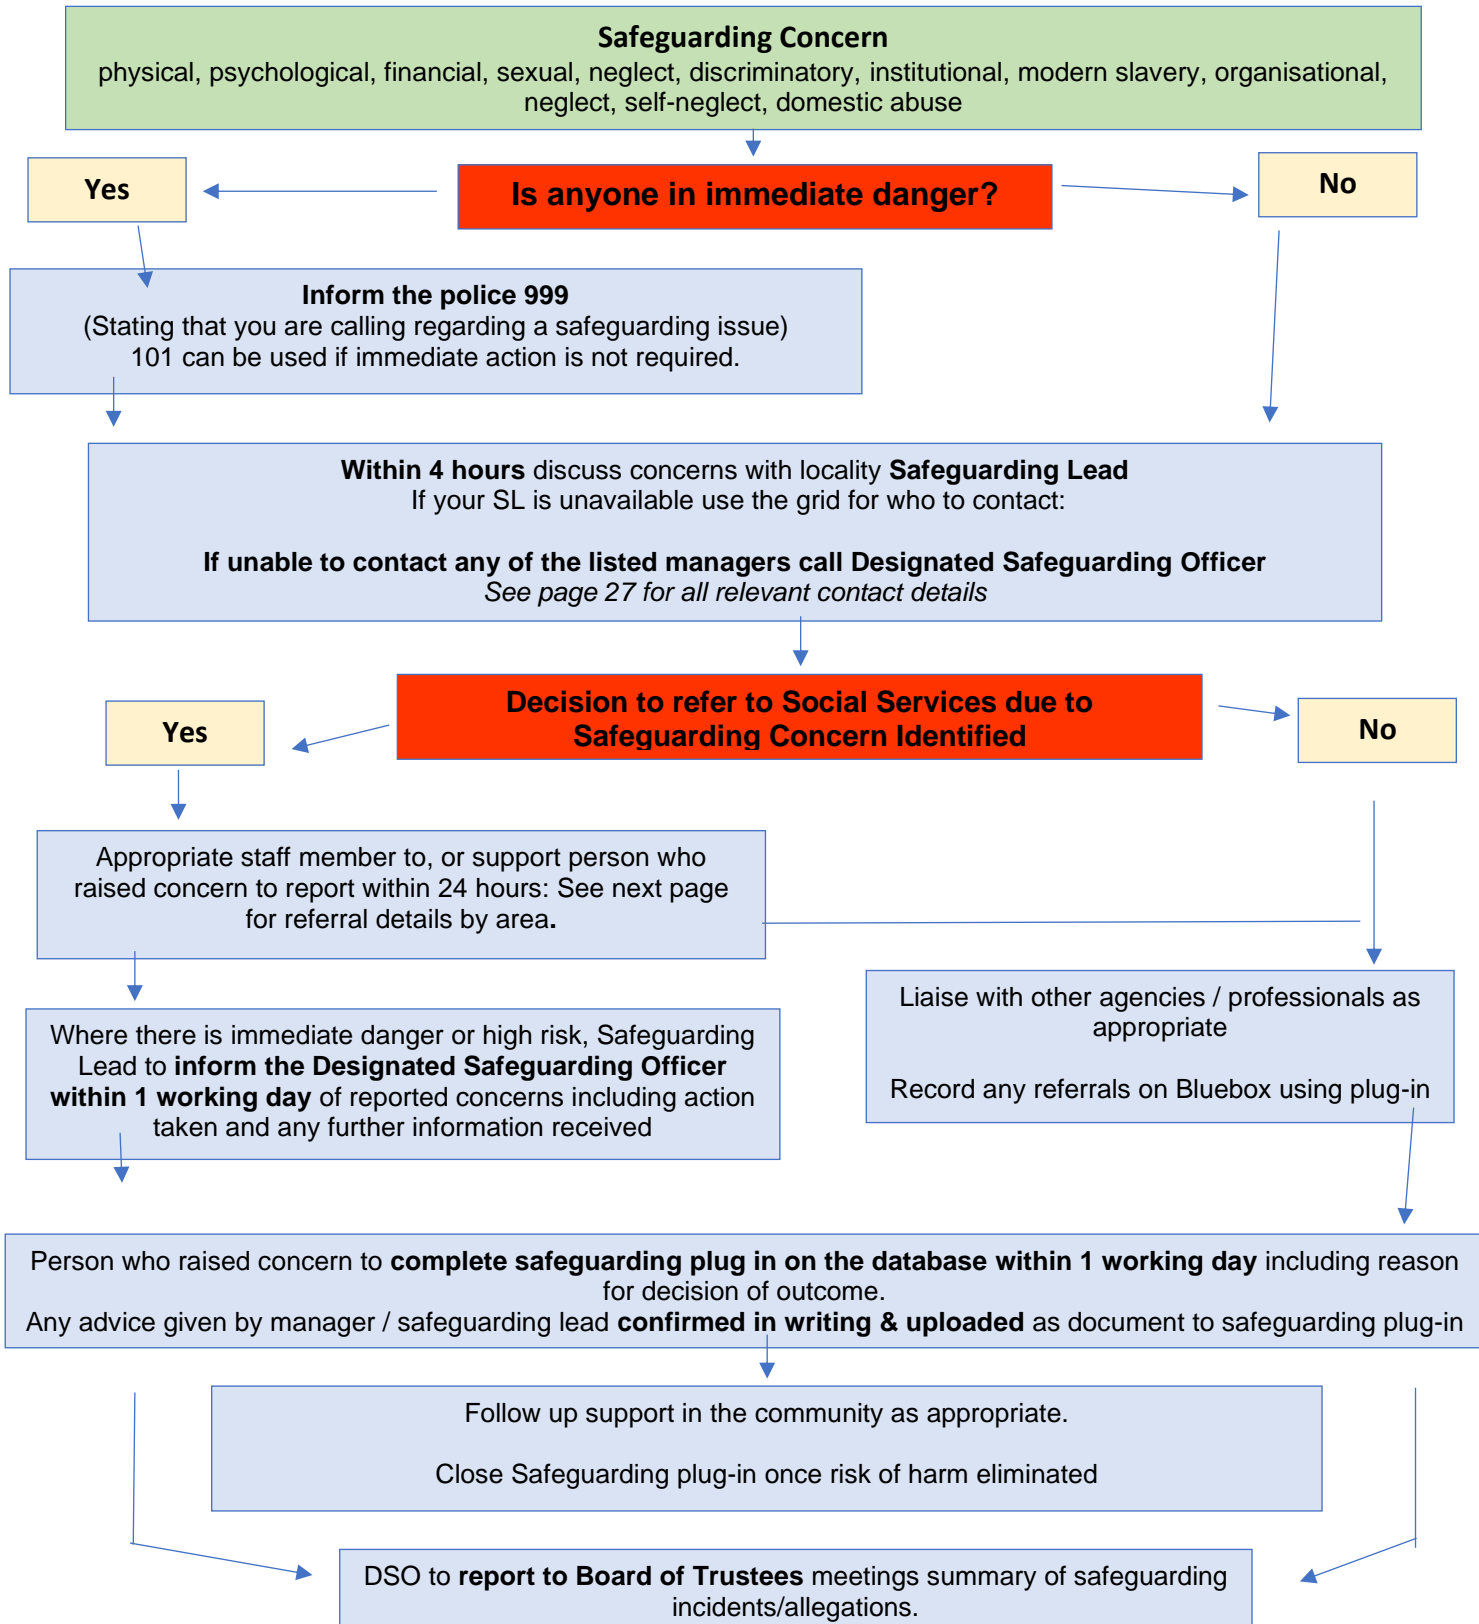 Safeguarding Concern
physical, psychological, financial, sexual, neglect, discriminatory, institutional, modern slavery, organisational,
neglect, self-neglect, domestic abuse
Yes
Is anyone in immediate danger?
No
Inform the police 999
(Stating that you are calling regarding a safeguarding issue)
101 can be used if immediate action is not required.
Within 4 hours discuss concerns with locality Safeguarding Lead
If your SL is unavailable use the grid for who to contact:
If unable to contact any of the listed managers call Designated Safeguarding Officer
See page 27 for all relevant contact details
Decision to refer to Social Services due to
Safeguarding Concern Identified
Yes
No
Appropriate staff member to, or support person who
raised concern to report within 24 hours: See next page
for referral details by area.
Where there is immediate danger or high risk, Safeguarding
Lead to inform the Designated Safeguarding Officer
within 1 working day of reported concerns including action
taken and any further information received
Liaise with other agencies / professionals as
appropriate
Record any referrals on Bluebox using plug-in
Person who raised concern to complete safeguarding plug in on the database within 1 working day including reason
for decision of outcome.
Any advice given by manager / safeguarding lead confirmed in writing & uploaded as document to safeguarding plug-in
Follow up support in the community as appropriate.
Close Safeguarding plug-in once risk of harm eliminated
DSO to report to Board of Trustees meetings summary of safeguarding
incidents/allegations.